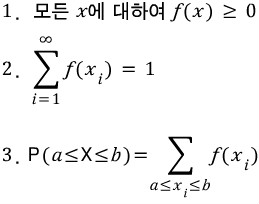 1. 모든 x에 대하여 f(x) ≥ 0
2. ∑_{i=1}^{∞} f(x_i) = 1
3. P(a≤X≤b)= ∑_{a≤x_i≤b} f(x_i)